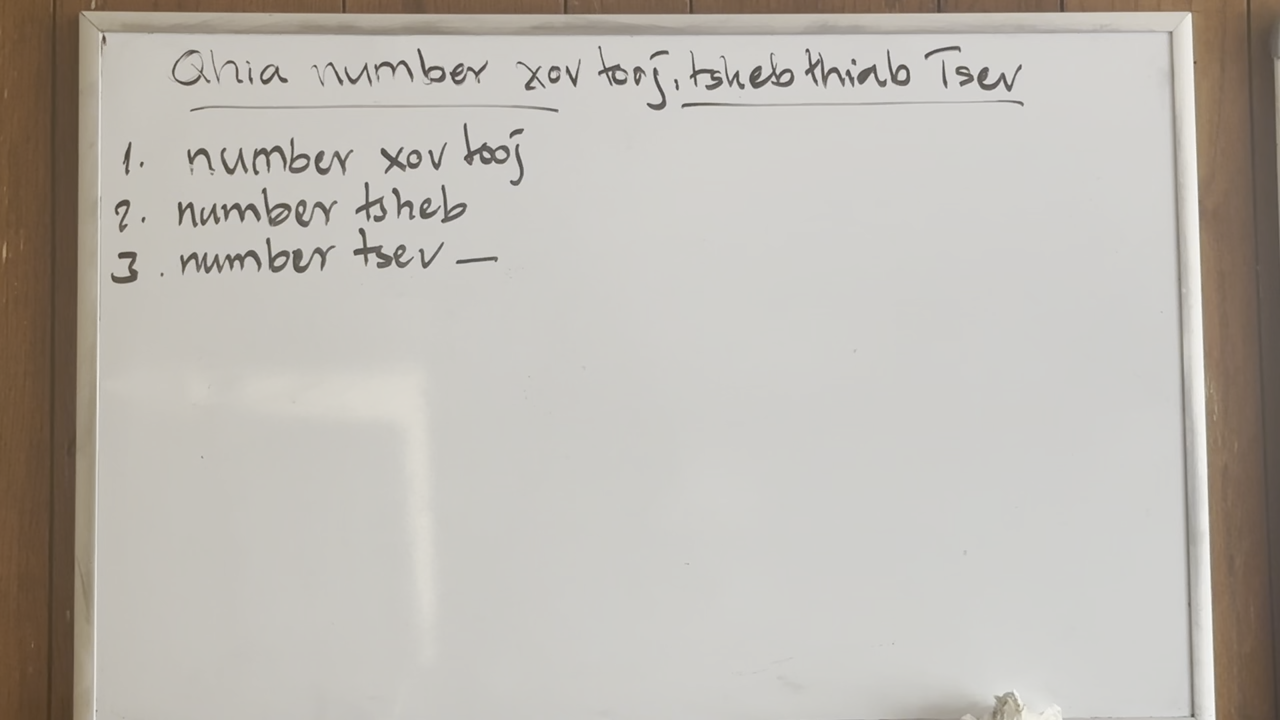 Qhia number xov tooj, tsheb thiab Tsev
1. number xov tooj
2. number tsheb
3. number tsev —